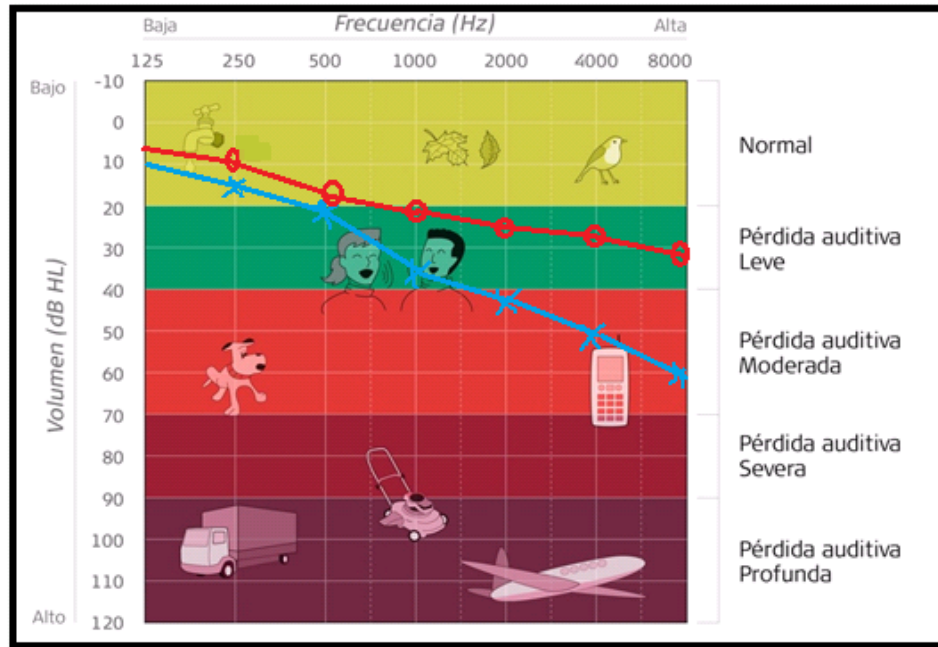 Baja
Frecuencia (Hz)
Alta
125 250 500 1000 2000 4000 8000
Bajo
-10
0
10
20
30
40
50
60
70
80
90
100
110
120
Alto
Volumen (dB HL)
Normal
Pérdida auditiva
Leve
Pérdida auditiva
Moderada
Pérdida auditiva
Severa
Pérdida auditiva
Profunda